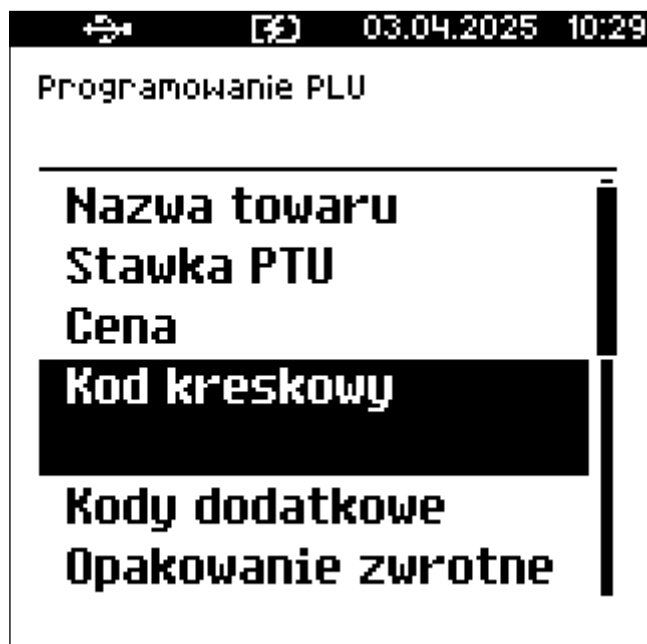 03.04.2025 10:29
Programowanie PLU
Nazwa towaru
Stawka PTU
Cena
Kod kreskowy
Kody dodatkowe
Opakowanie zwrotne